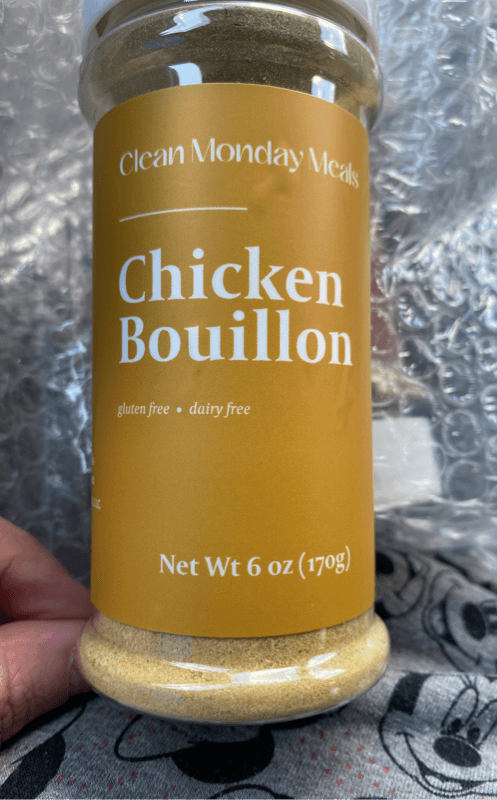 Clean Monday Meals
Chicken
Bouillon
gluten free • dairy free
Net Wt 6 oz (170g)